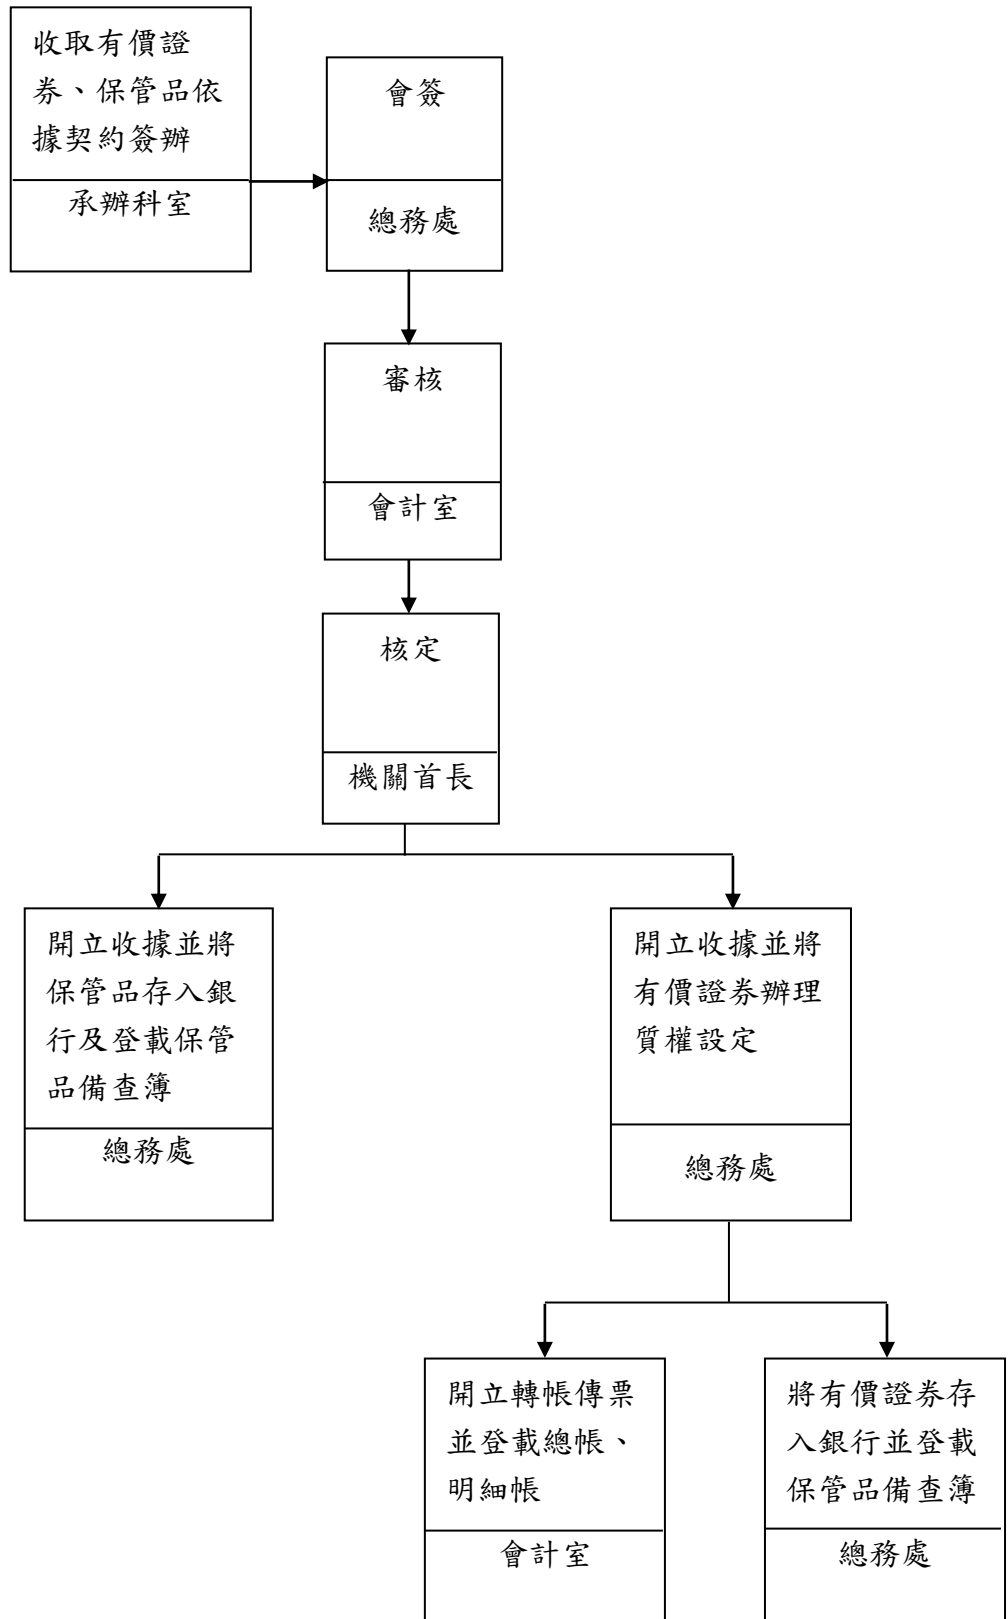 收取有價證
券、保管品依
據契約簽辦
承辦科室
會簽
總務處
審核
會計室
核定
機關首長
開立收據並將
保管品存入銀
行及登載保管
品備查簿
總務處
開立收據並將
有價證券辦理
質權設定
總務處
開立轉帳傳票
並登載總帳、
明細帳
會計室
將有價證券存
入銀行並登載
保管品備查簿
總務處